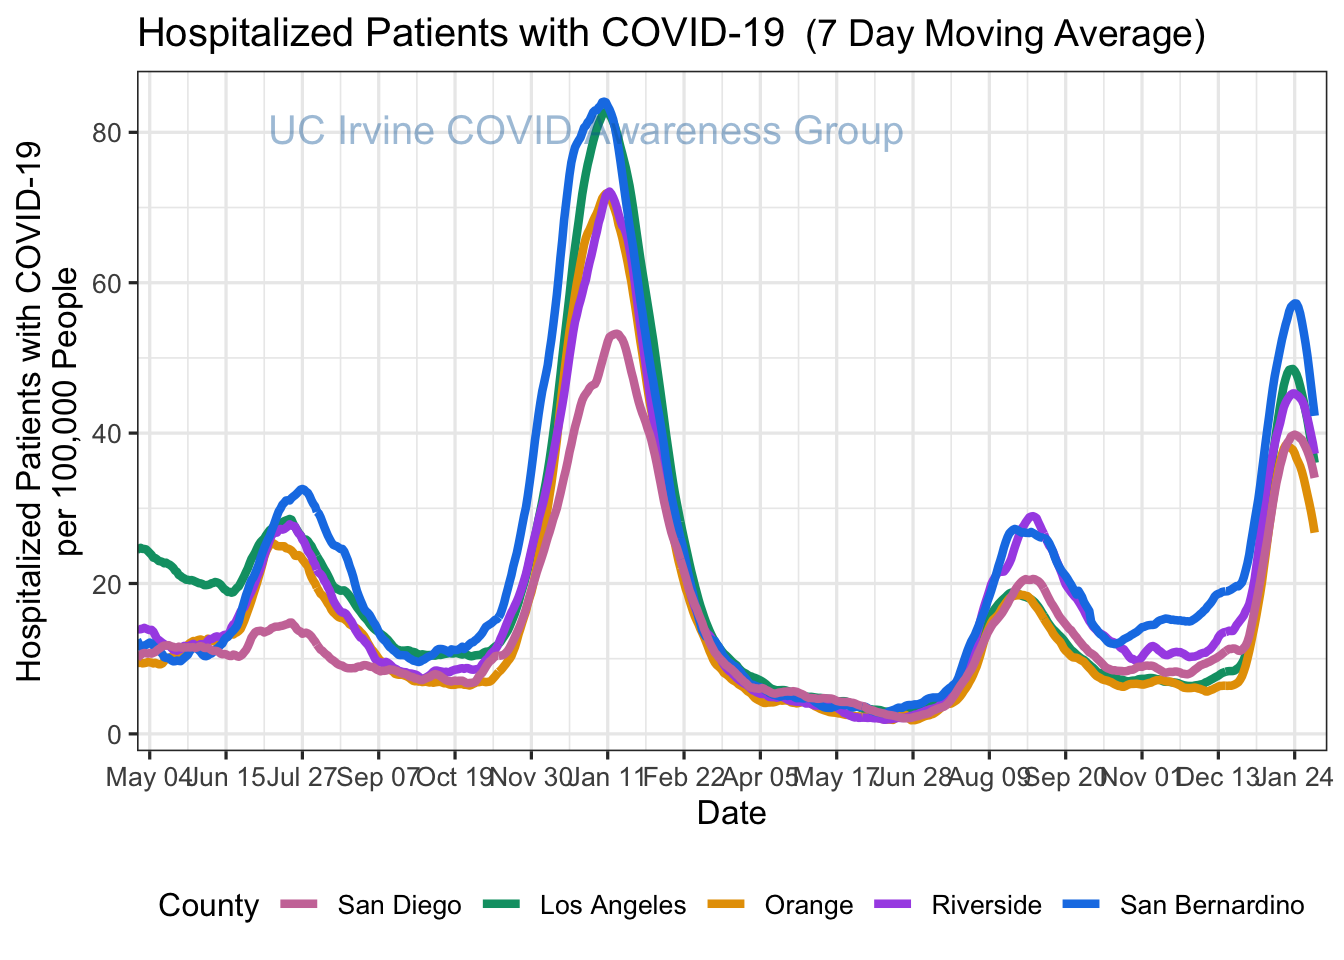 Hospitalized Patients with COVID-19  (7 Day Moving Average)
UC Irvine COVID Awareness Group
Hospitalized Patients with COVID-19
per 100,000 People
80
60
40
20
0
May 04 Jun 15 Jul 27 Sep 07 Oct 19 Nov 30 Jan 11 Feb 22 Apr 05 May 17 Jun 28 Aug 09 Sep 20 Nov 01 Dec 13 Jan 24
Date
County San Diego Los Angeles Orange Riverside San Bernardino